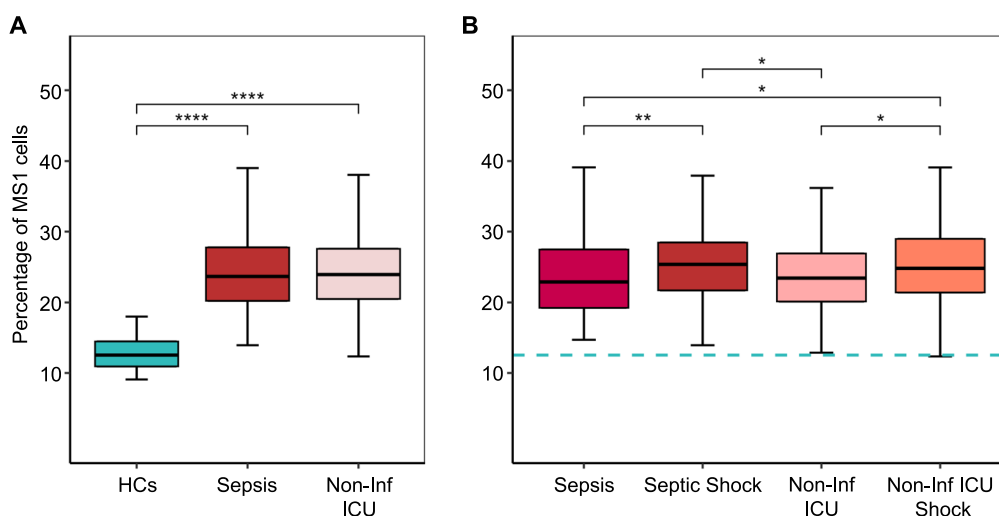 A
Percentage of MS1 cells
50
40
30
20
10
****
****
HCs
Sepsis
Non-Inf
ICU
B
50
40
30
20
10
*
*
**
*
Sepsis
Septic Shock
Non-Inf
ICU
Non-Inf ICU
Shock